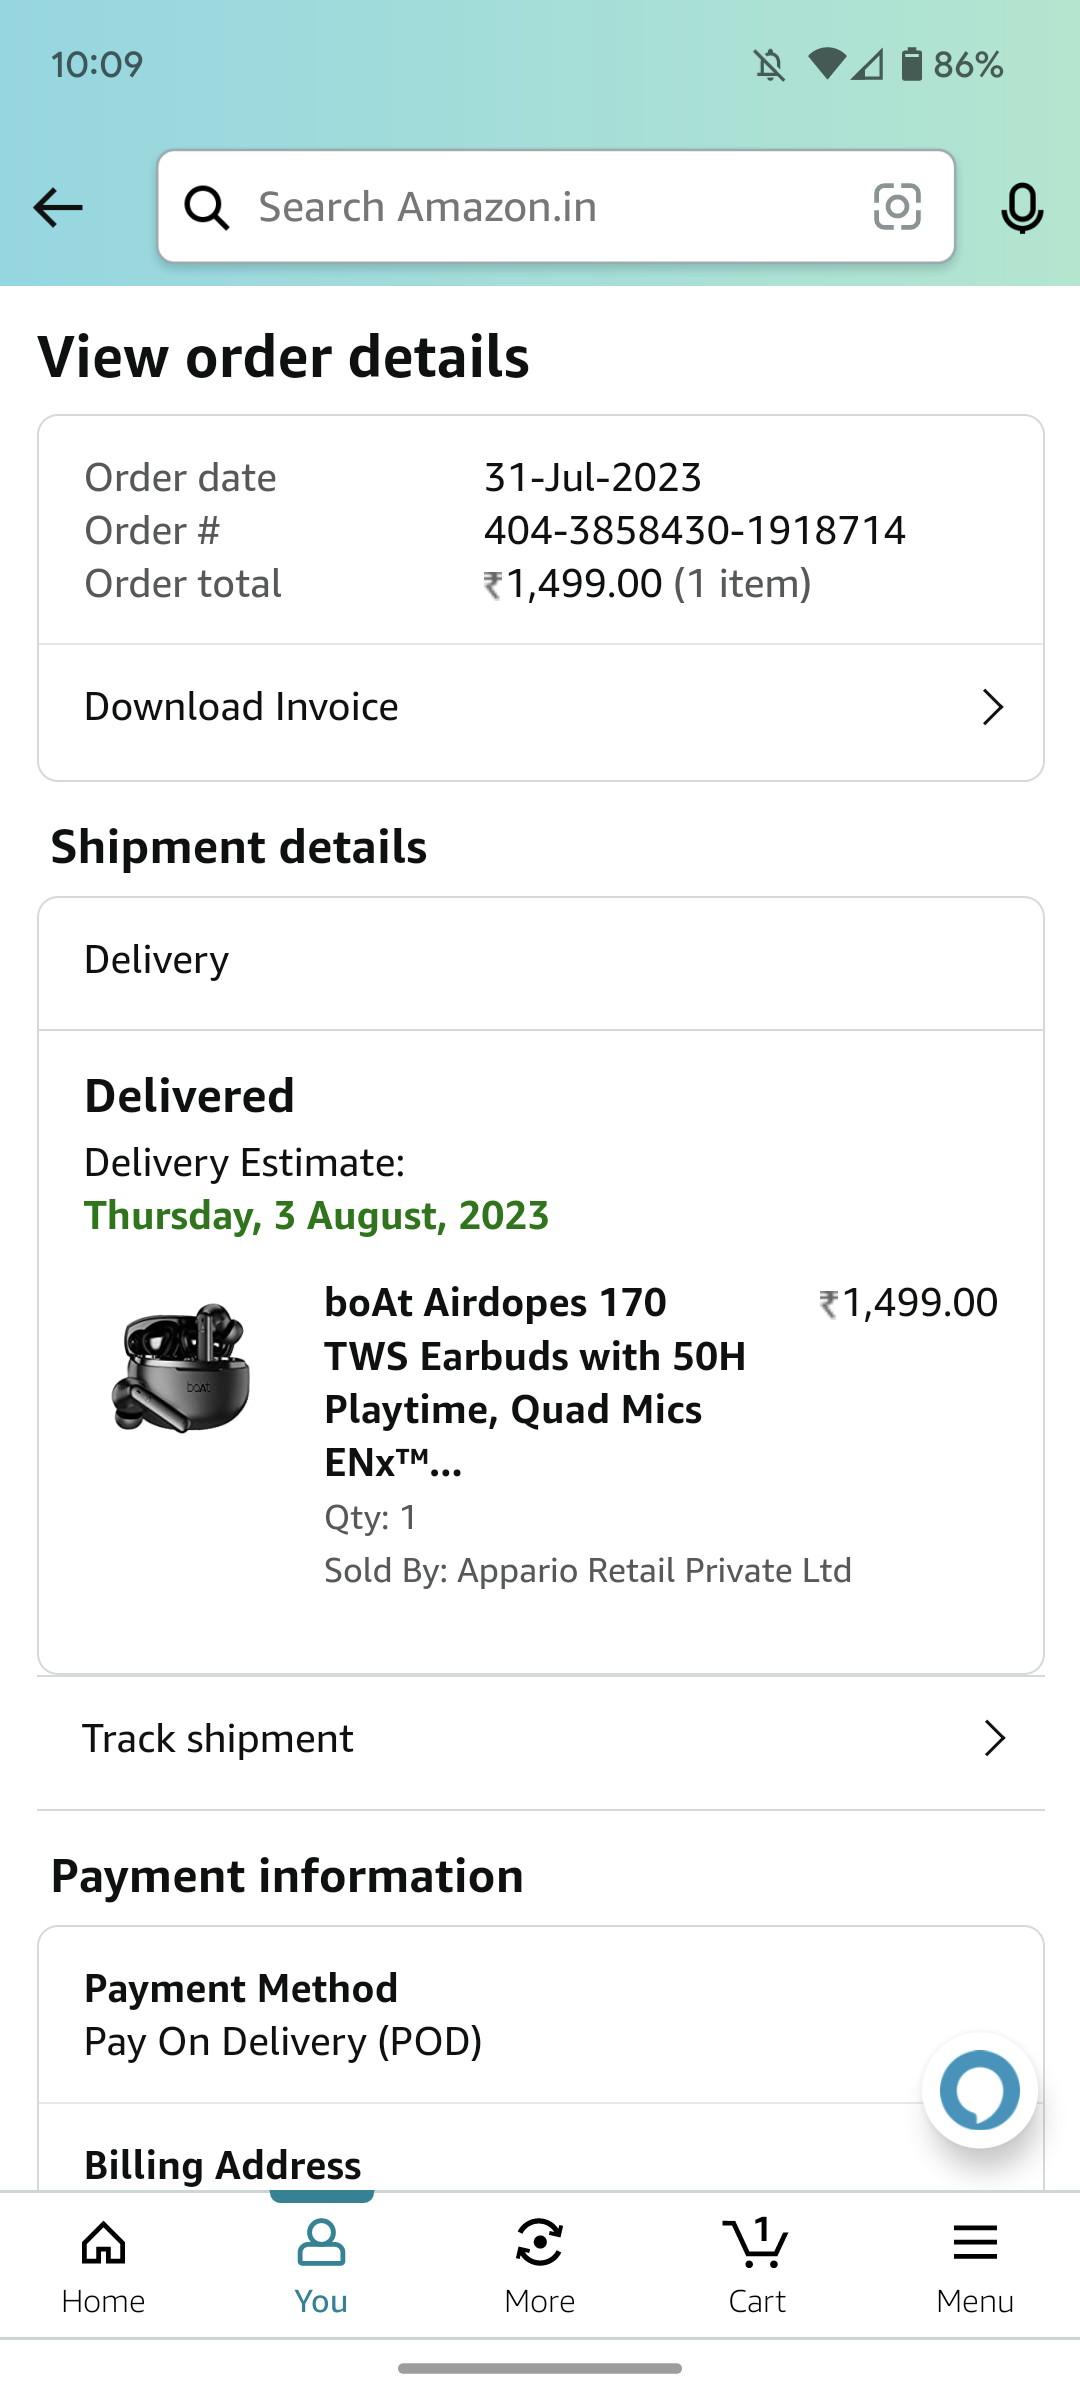 10:09
86%
Search Amazon.in
View order details
Order date 31-Jul-2023
Order # 404-3858430-1918714
Order total ₹1,499.00 (1 item)
Download Invoice
Shipment details
Delivery
Delivered
Delivery Estimate:
Thursday, 3 August, 2023
boAt Airdopes 170 ₹1,499.00
TWS Earbuds with 50H
Playtime, Quad Mics
ENx™...
Qty: 1
Sold By: Appario Retail Private Ltd
boAt
Track shipment
Payment information
Payment Method
Pay On Delivery (POD)
Billing Address
1
Home You More Cart Menu